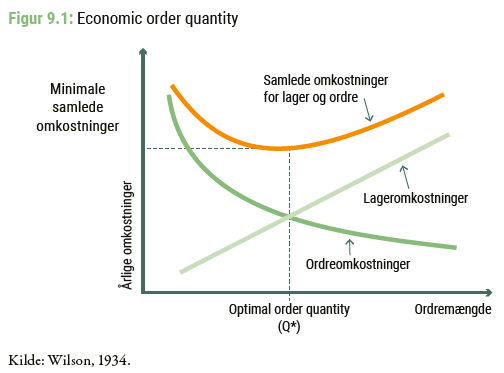 Figur 9.1: Economic order quantity
Minimale
samlede
omkostninger
Samlede omkostninger
for lager og ordre
Lageromkostninger
Årlige omkostninger
Ordreomkostninger
Optimal order quantity
(Q*)
Ordremængde
Kilde: Wilson, 1934.